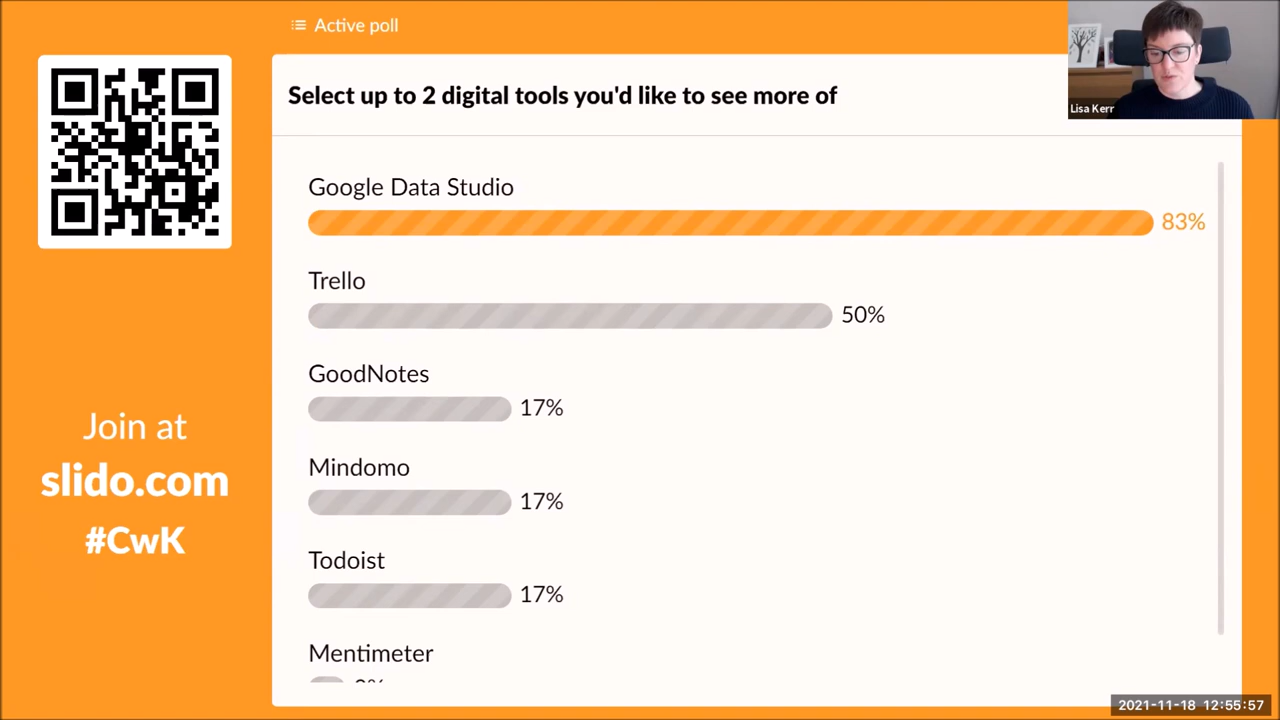 Active poll
Select up to 2 digital tools you'd like to see more of
Lisa Kerr
Google Data Studio
83%
Trello
50%
GoodNotes
17%
Mindomo
17%
Todoist
17%
Mentimeter
Join at
slido.com
#CwK
2021-11-18 12:55:57